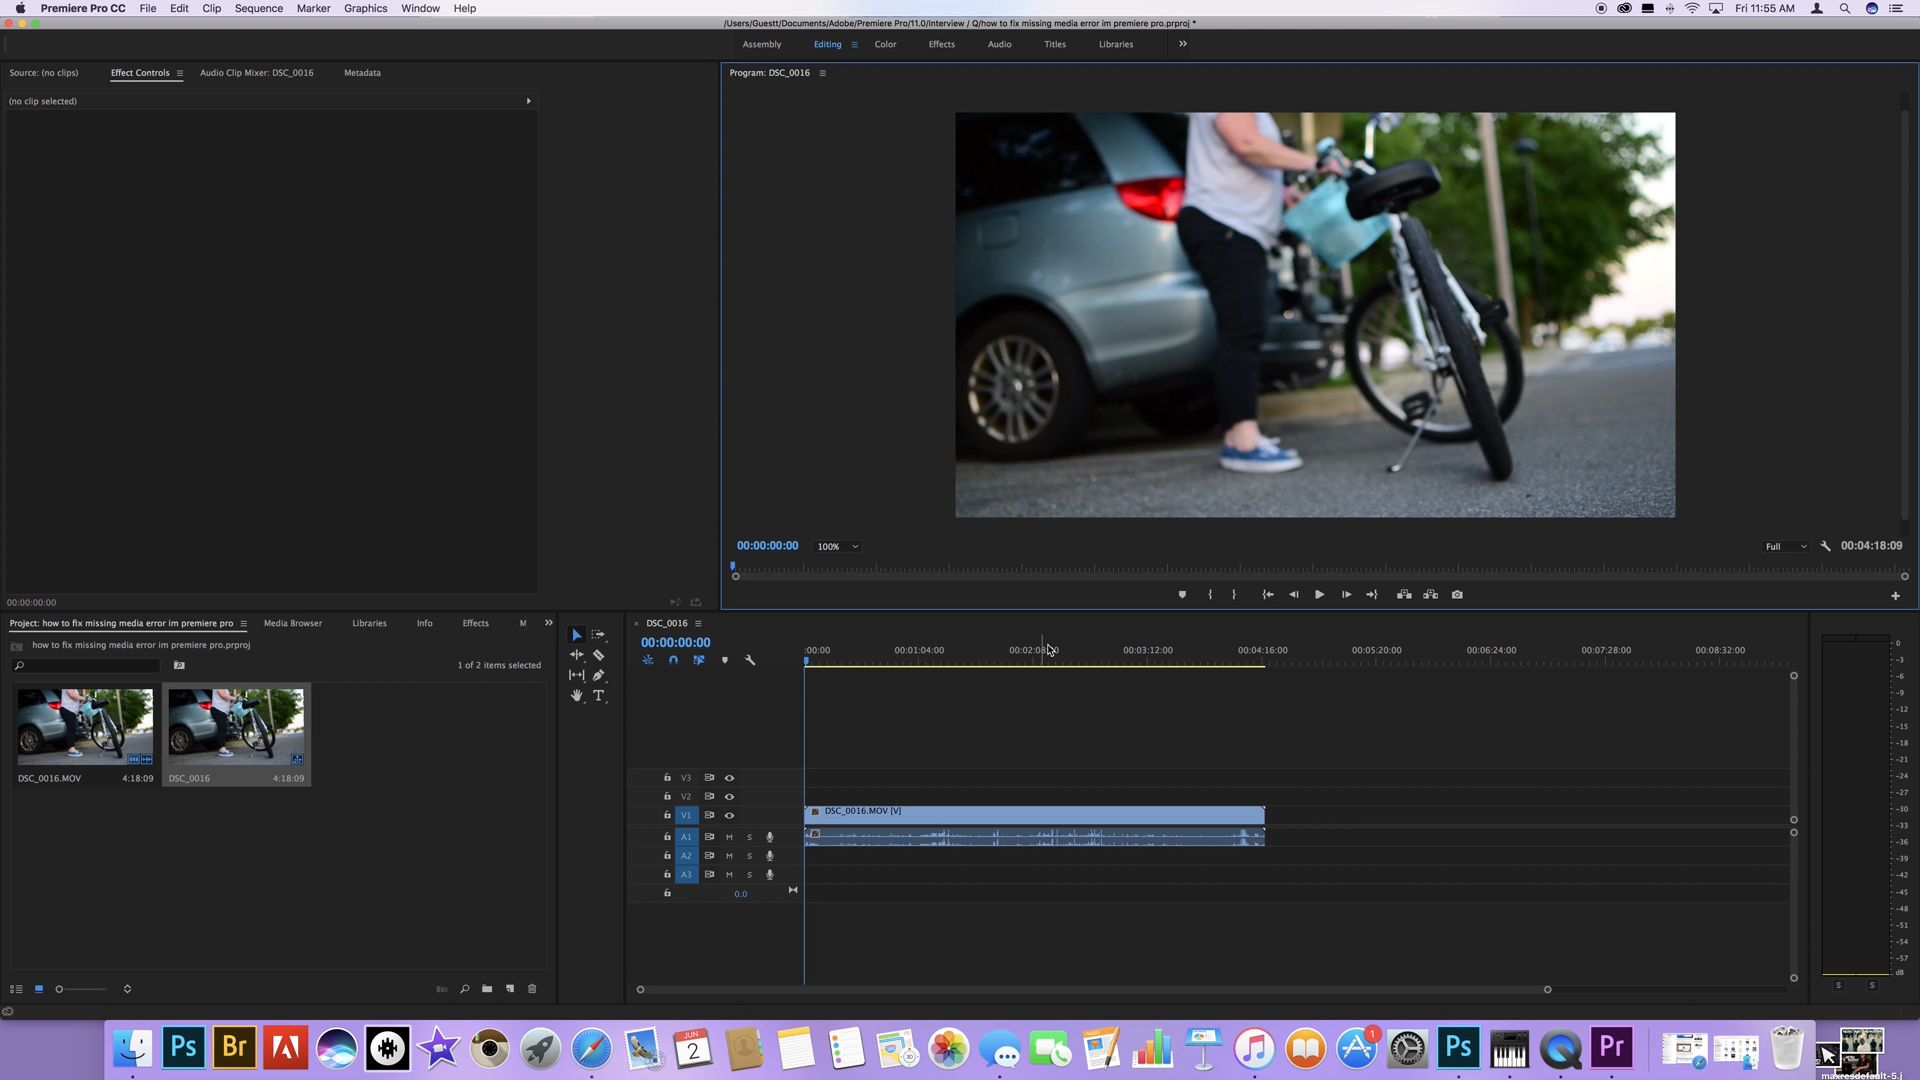 Premiere Pro CC File Edit Clip Sequence Marker Graphics Window Help Fri 11:55 AM
/Users/Guestt/Documents/Adobe/Premiere Pro/11.0/Interview / Q/how to fix missing media error im premiere pro.prproj *
Assembly Editing Color Effects Audio Titles Libraries
Source: (no clips) Effect Controls Audio Clip Mixer: DSC_0016 Metadata
Program: DSC_0016
(no clip selected)
00:00:00:00 100% Full 00:04:18:09
00:00:00:00
Project: how to fix missing media error im premiere pro Media Browser Libraries Info Effects M
how to fix missing media error im premiere pro.prproj
1 of 2 items selected
DSC_0016.MOV 4:18:09
DSC_0016 4:18:09
DSC_0016
00:00:00:00
:00:00 00:01:04:00 00:02:08:00 00:03:12:00 00:04:16:00 00:05:20:00 00:06:24:00 00:07:28:00 00:08:32:00
V3
V2
V1 DSC_0016.MOV [V]
A1 M S
A2 M S
A3 M S
0.0
0
-3
-6
-9
-12
-15
-18
-21
-24
-27
-30
-33
-36
-39
-42
-45
-48
-51
-54
-57
dB
S S
Ps Br JUN 2 30 1 Ps Pr
maxresdefault-5.j